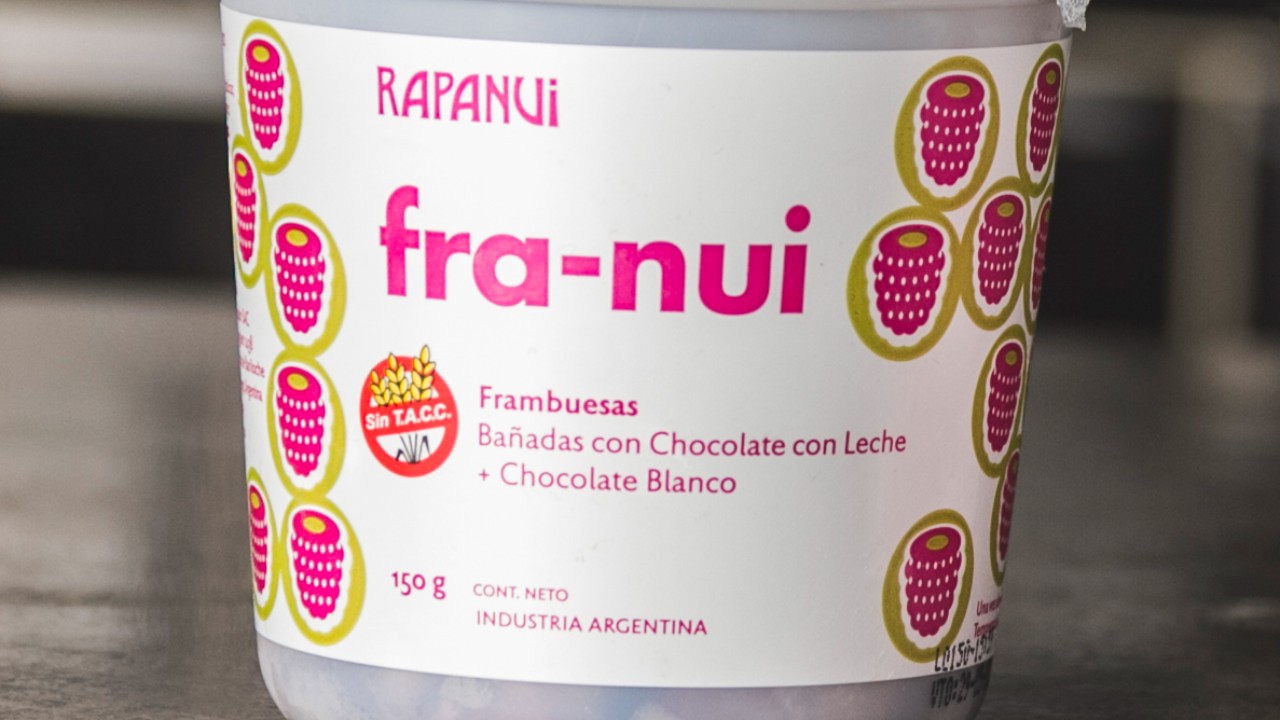 RAPANUi
fra-nui
Sin T.A.C.C.
Frambuesas
Bañadas con Chocolate con Leche
+ Chocolate Blanco
150 g
CONT. NETO
INDUSTRIA ARGENTINA